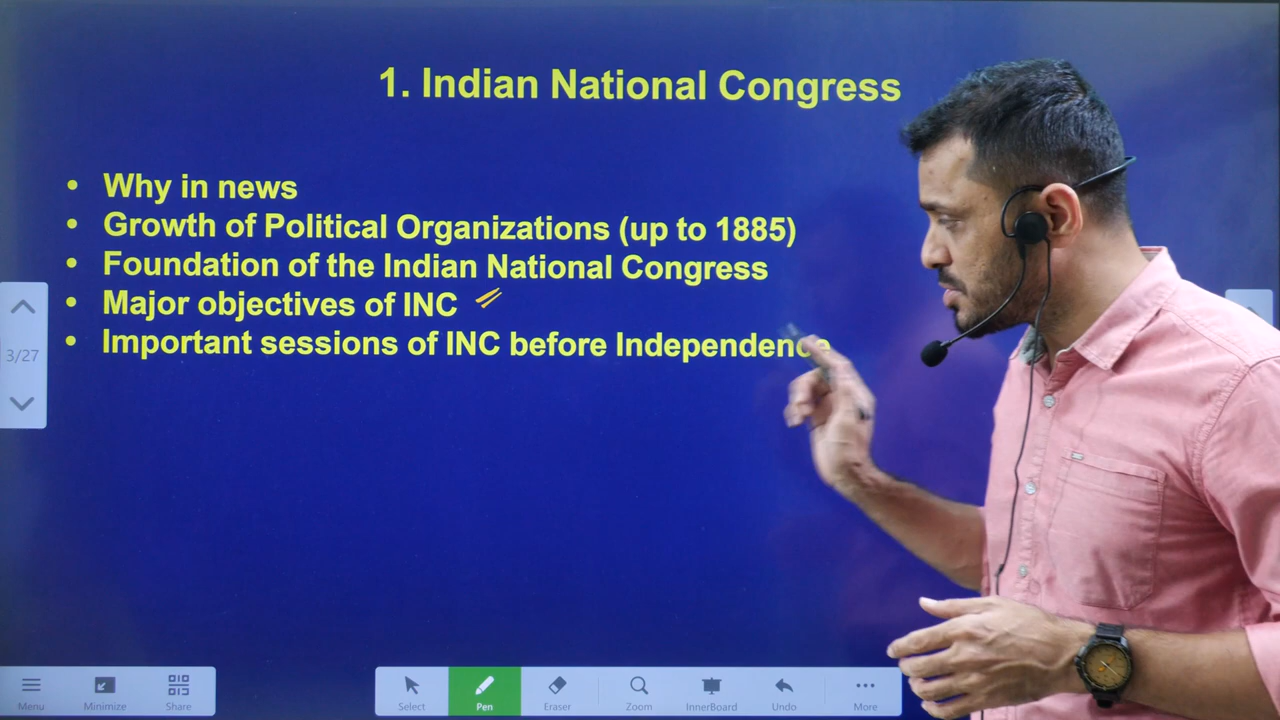 1. Indian National Congress
• Why in news
• Growth of Political Organizations (up to 1885)
• Foundation of the Indian National Congress
• Major objectives of INC
• Important sessions of INC before Independence
3/27
Menu Minimize Share Select Pen Eraser Zoom InnerBoard Undo More